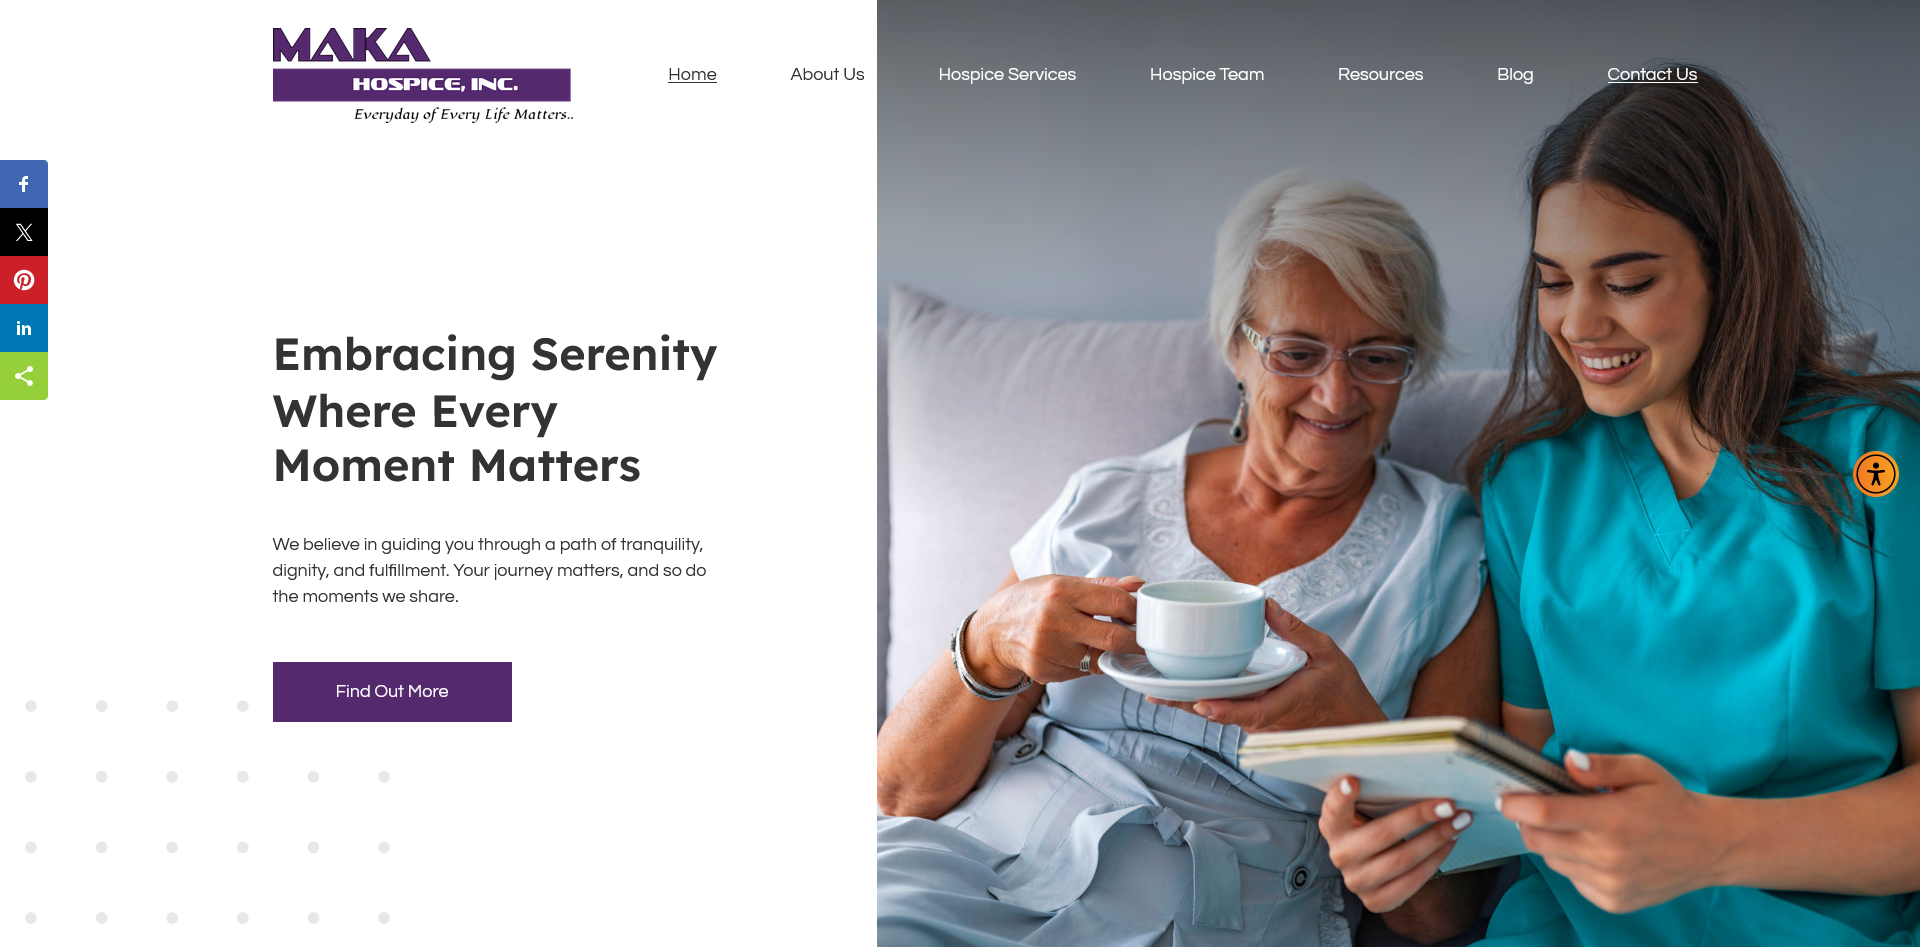 MAKA
HOSPICE, INC.
Everyday of Every Life Matters..
Home
About Us
Hospice Services
Hospice Team
Resources
Blog
Contact Us
Embracing Serenity
Where Every
Moment Matters
We believe in guiding you through a path of tranquility,
dignity, and fulfillment. Your journey matters, and so do
the moments we share.
Find Out More